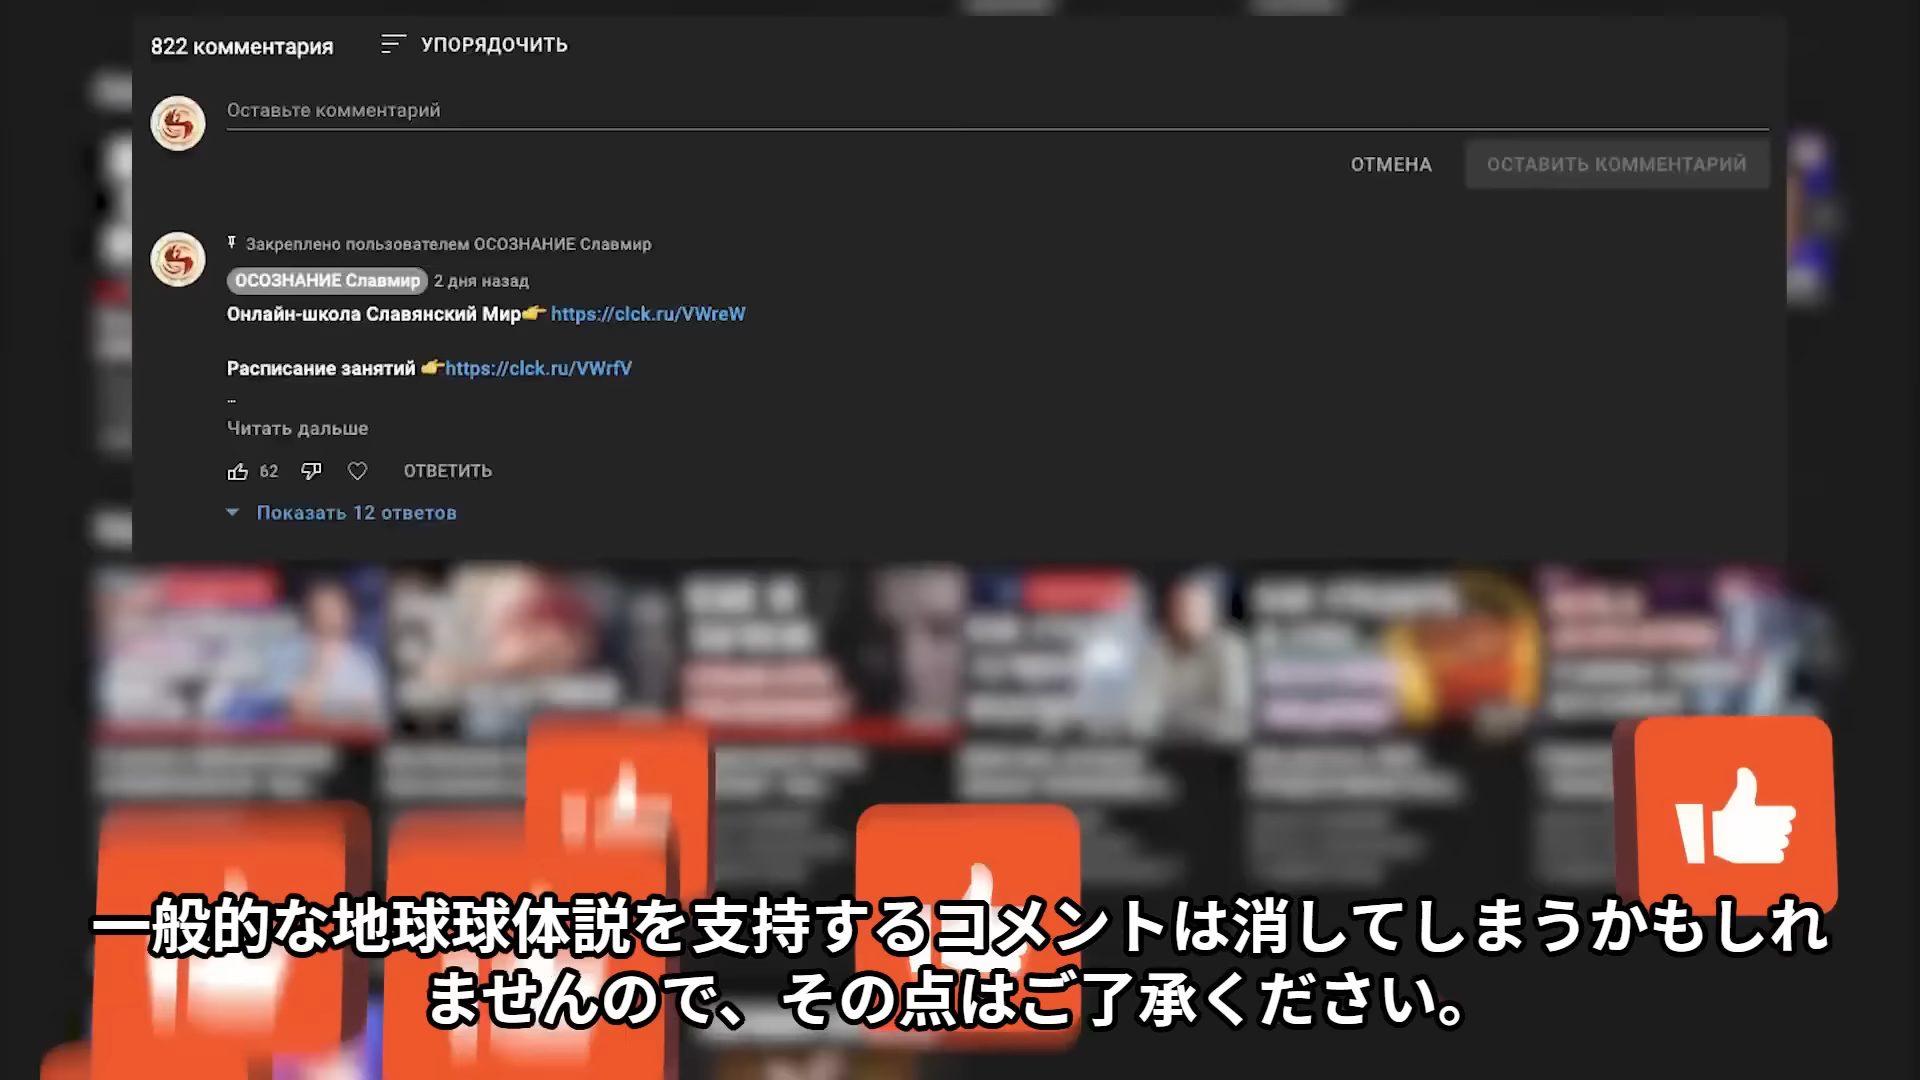 822 комментария
УПОРЯДОЧИТЬ
Оставьте комментарий
ОТМЕНА
ОСТАВИТЬ КОММЕНТАРИЙ
Закреплено пользователем ОСОЗНАНИЕ Славмир
ОСОЗНАНИЕ Славмир 2 дня назад
Онлайн-школа Славянский Мир👉 https://clck.ru/VWreW
Расписание занятий 👉https://clck.ru/VWrfV
...
Читать дальше
62
ОТВЕТИТЬ
Показать 12 ответов
一般的な地球球体説を支持するコメントは消してしまうかもしれ
ませんので、その点はご了承ください。